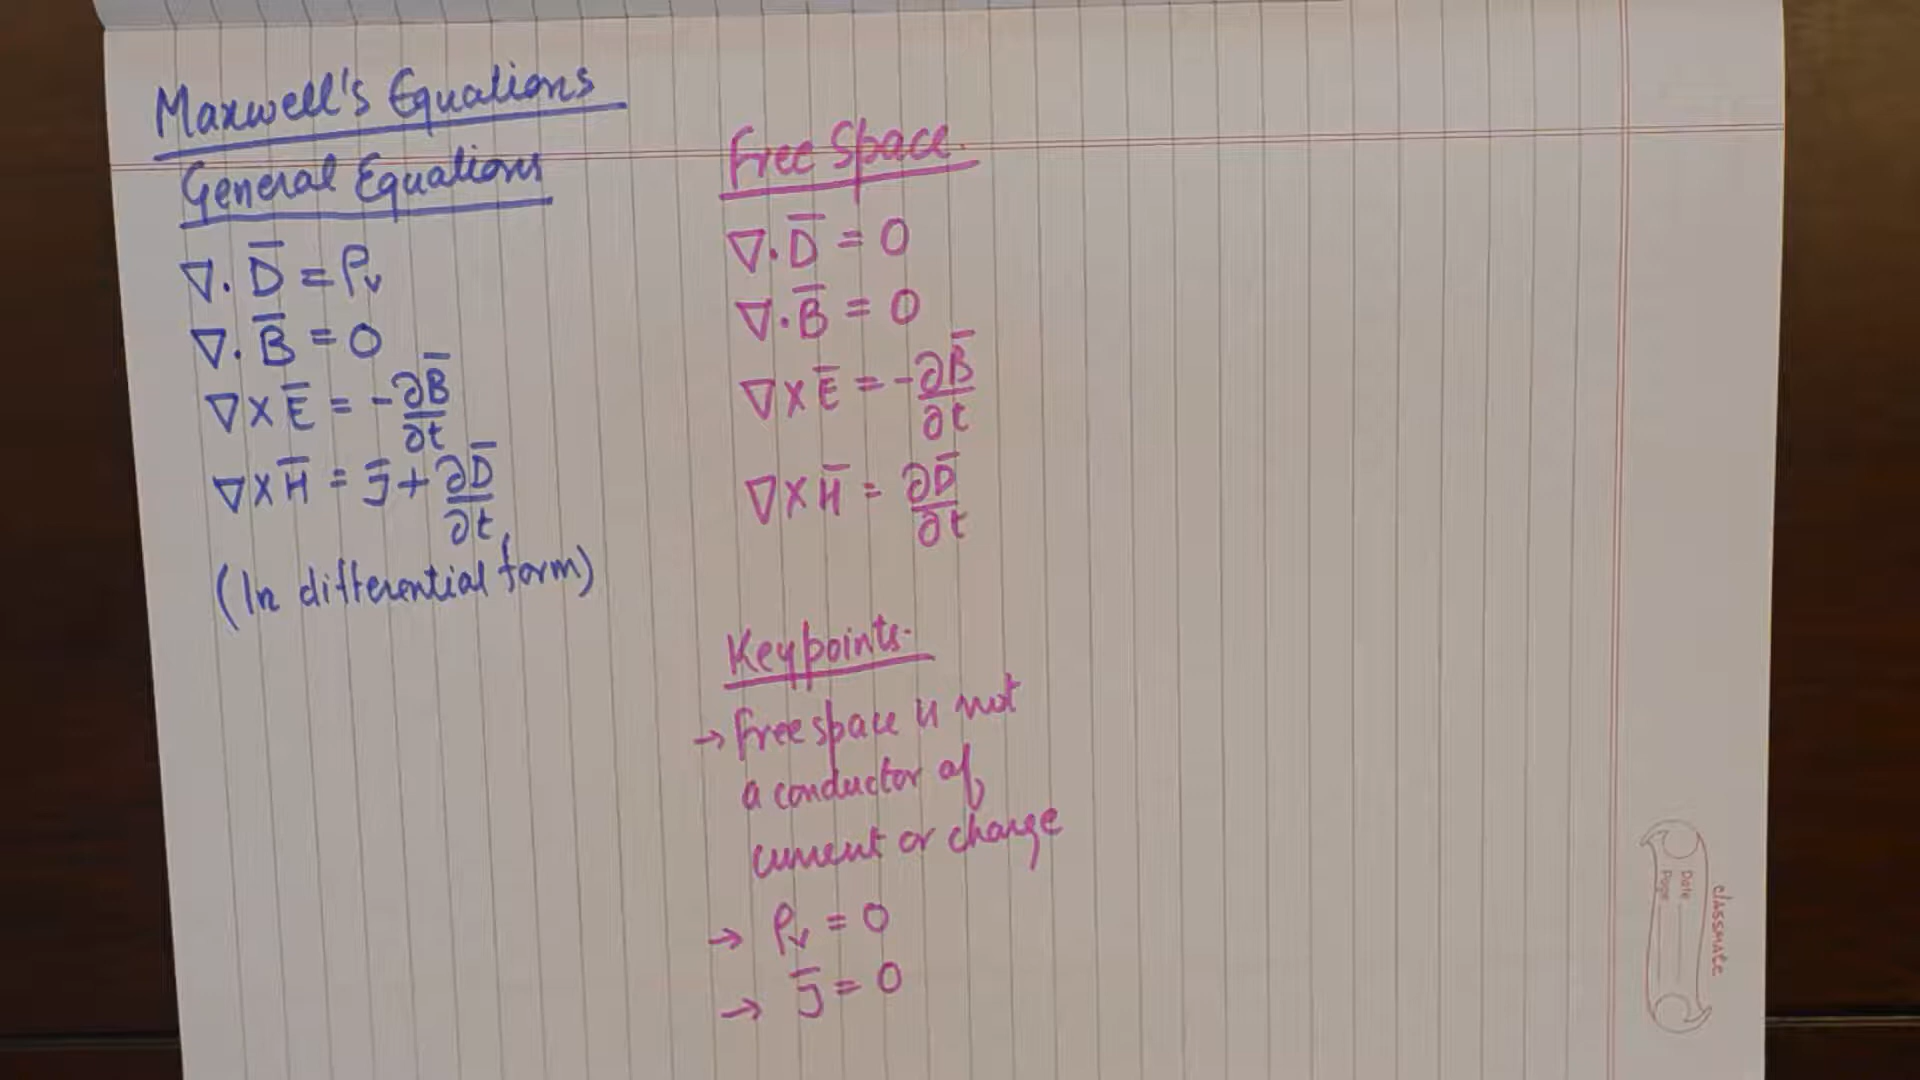 Maxwell's Equations
General Equations
∇. D̅ = ρᵥ
∇. B̅ = 0
∇ X E̅ = -∂B̅/∂t
∇ X H̅ = J̅ + ∂D̅/∂t
(In differential form)
Free Space.
∇. D̅ = 0
∇. B̅ = 0
∇ X E̅ = -∂B̅/∂t
∇ X H̅ = ∂D̅/∂t
Keypoints.
→ Free space is not
a conductor of
current or charge
→ ρᵥ = 0
→ J̅ = 0
classmate
Date
Page